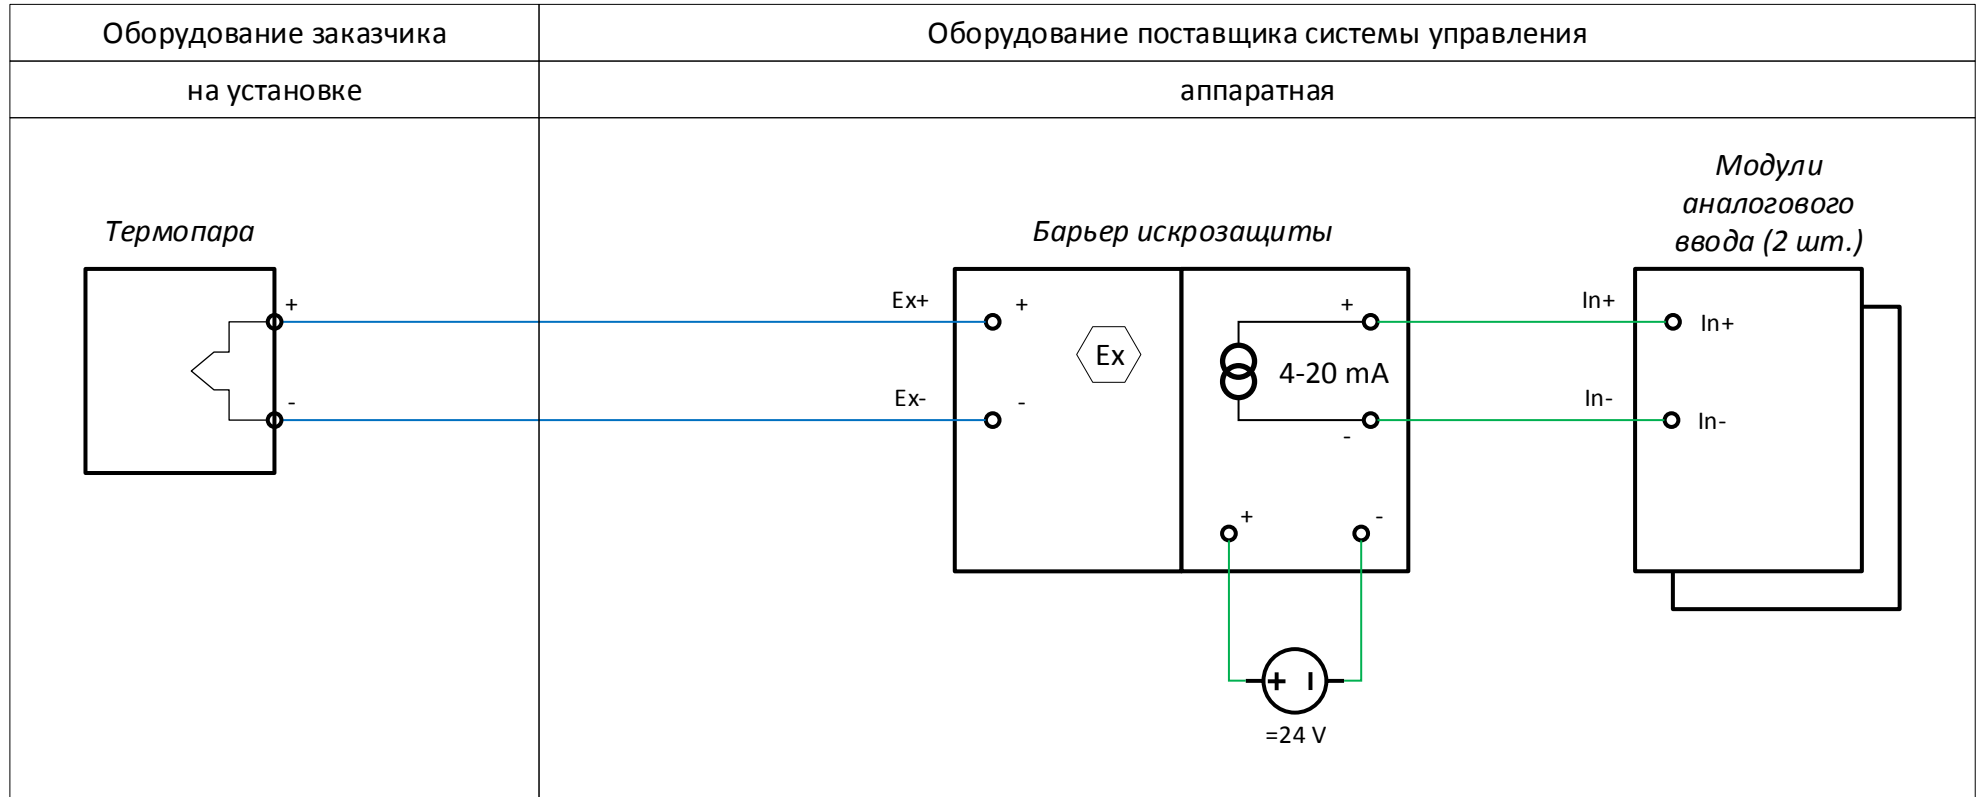 Оборудование заказчика
Оборудование поставщика системы управления
на установке
аппаратная
Модули
аналогового
ввода (2 шт.)
Термопара
Барьер искрозащиты
+
Ex+
+
+
In+
In+
Ex
4-20 mA
-
Ex-
-
-
In-
In-
+
-
+ -
=24 V